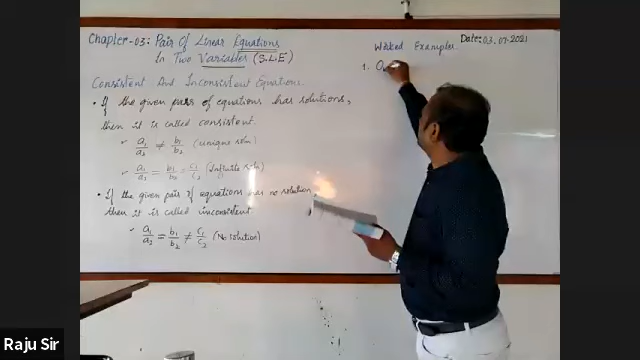 Chapter-03: Pair Of Linear Equations
In Two Variables (S.L.E)
Consistent And Inconsistent Equations.
• If the given pairs of equations has solutions,
then it is called consistent.
✓ a₁/a₂ ≠ b₁/b₂ (unique soln)
✓ a₁/a₂ = b₁/b₂ = c₁/c₂ (Infinite soln)
• If the given pair of equations has no solution,
then it is called inconsistent.
✓ a₁/a₂ = b₁/b₂ ≠ c₁/c₂ (No solution)
Date: 03.07.2021
Worked Examples.
1. O
Raju Sir